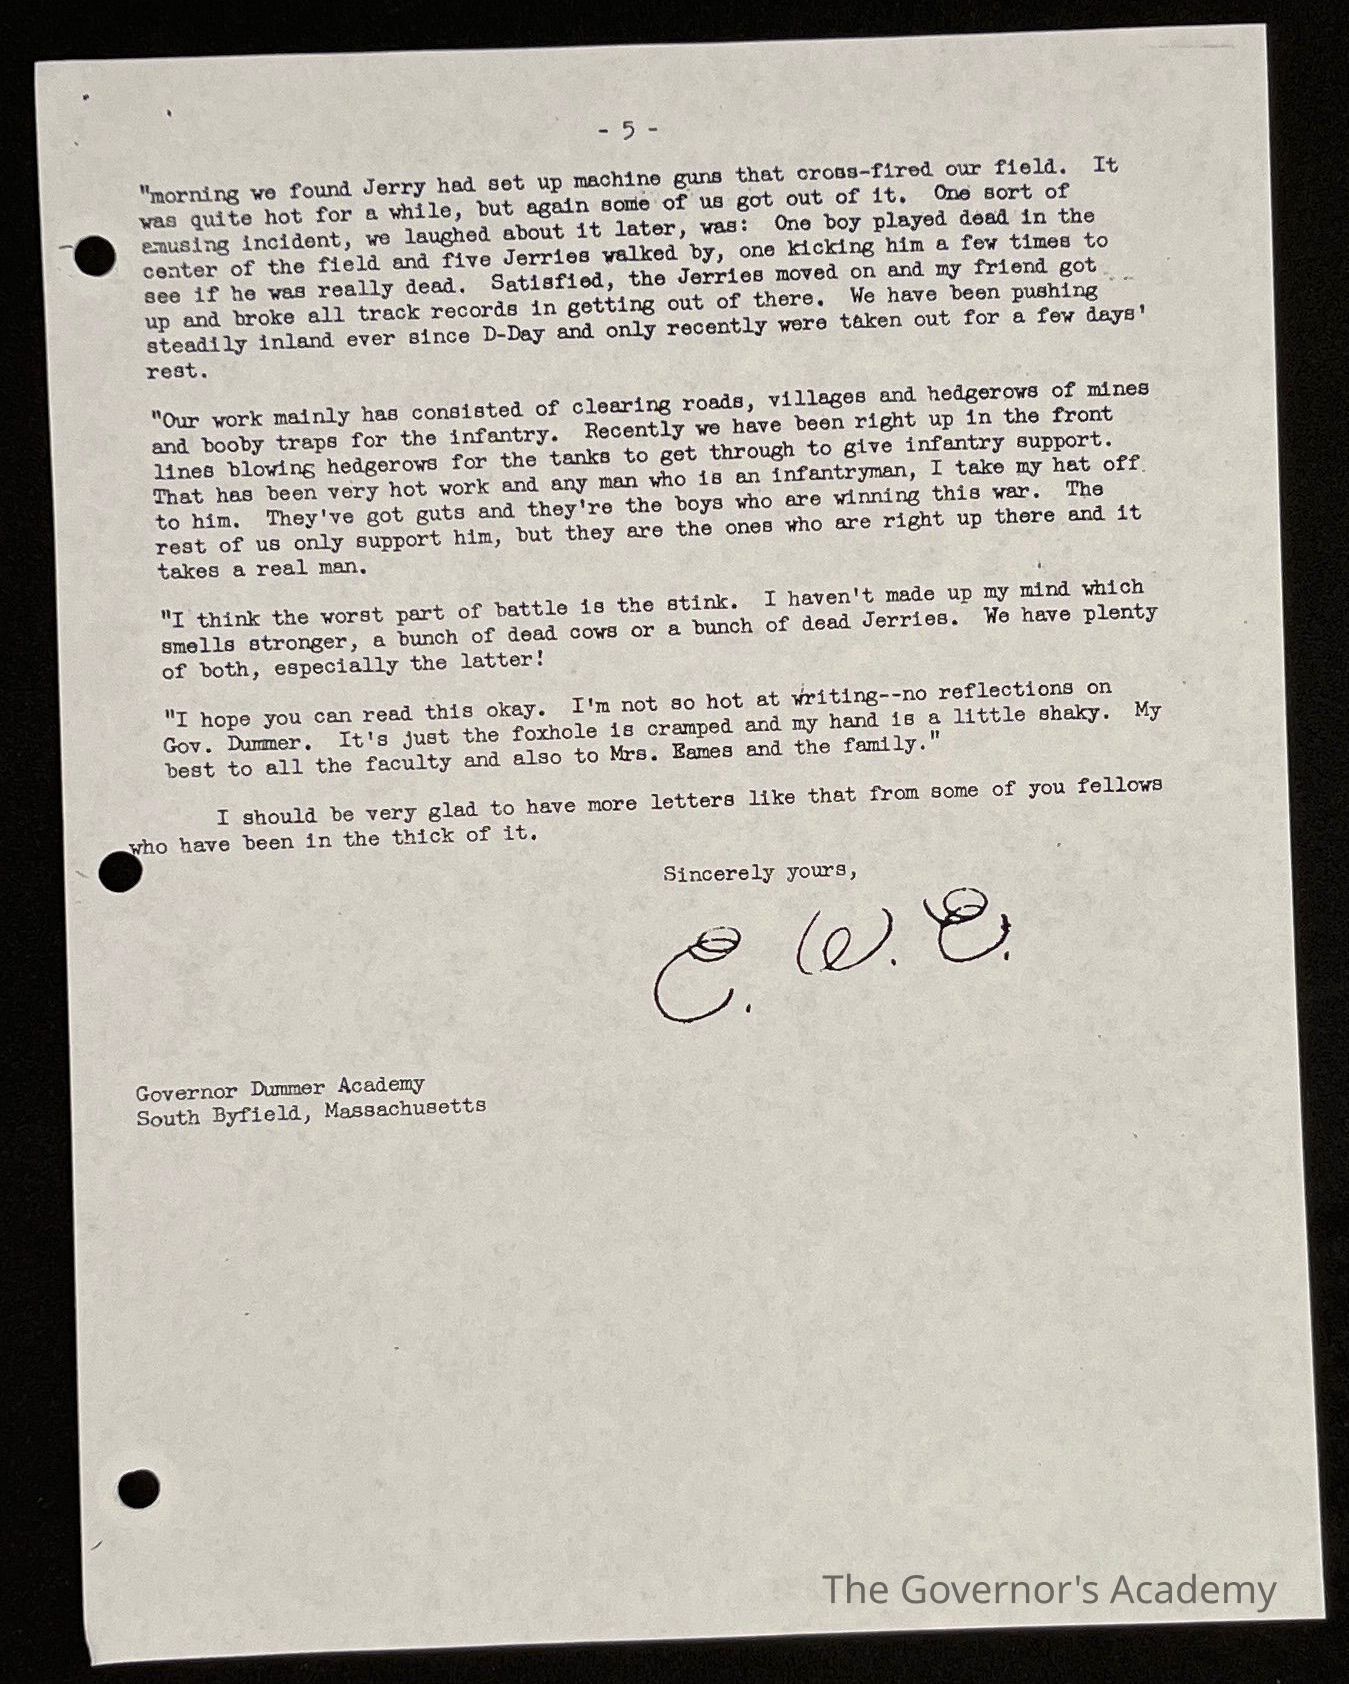 - 5 -
"morning we found Jerry had set up machine guns that cross-fired our field.  It
was quite hot for a while, but again some of us got out of it.  One sort of
amusing incident, we laughed about it later, was:  One boy played dead in the
center of the field and five Jerries walked by, one kicking him a few times to
see if he was really dead.  Satisfied, the Jerries moved on and my friend got
up and broke all track records in getting out of there.  We have been pushing
steadily inland ever since D-Day and only recently were taken out for a few days'
rest.
"Our work mainly has consisted of clearing roads, villages and hedgerows of mines
and booby traps for the infantry.  Recently we have been right up in the front
lines blowing hedgerows for the tanks to get through to give infantry support.
That has been very hot work and any man who is an infantryman, I take my hat off
to him.  They've got guts and they're the boys who are winning this war.  The
rest of us only support him, but they are the ones who are right up there and it
takes a real man.
"I think the worst part of battle is the stink.  I haven't made up my mind which
smells stronger, a bunch of dead cows or a bunch of dead Jerries.  We have plenty
of both, especially the latter!
"I hope you can read this okay.  I'm not so hot at writing--no reflections on
Gov. Dummer.  It's just the foxhole is cramped and my hand is a little shaky.  My
best to all the faculty and also to Mrs. Eames and the family."
I should be very glad to have more letters like that from some of you fellows
who have been in the thick of it.
Sincerely yours,
E. W. E.
Governor Dummer Academy
South Byfield, Massachusetts
The Governor's Academy